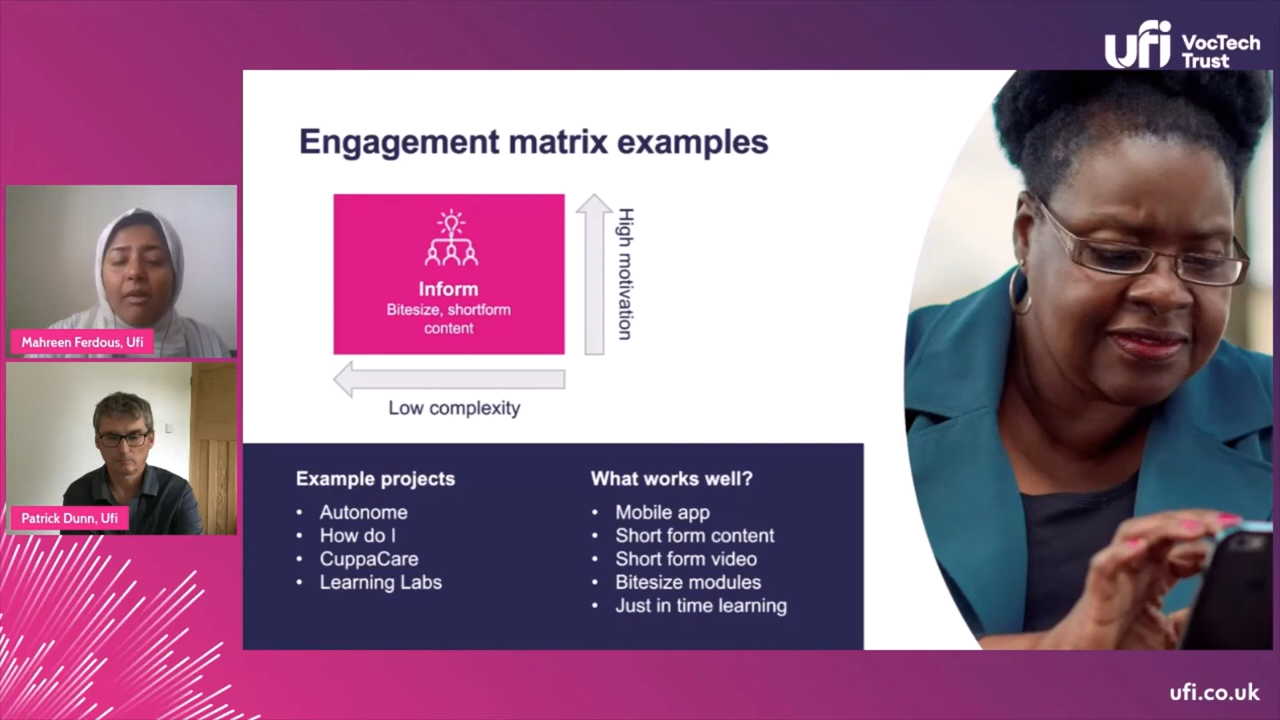 ufi VocTech
Trust
Engagement matrix examples
Inform
Bitesize, shortform
content
High motivation
Low complexity
Mahreen Ferdous, Ufi
Patrick Dunn, Ufi
Example projects
• Autonome
• How do I
• CuppaCare
• Learning Labs
What works well?
• Mobile app
• Short form content
• Short form video
• Bitesize modules
• Just in time learning
ufi.co.uk